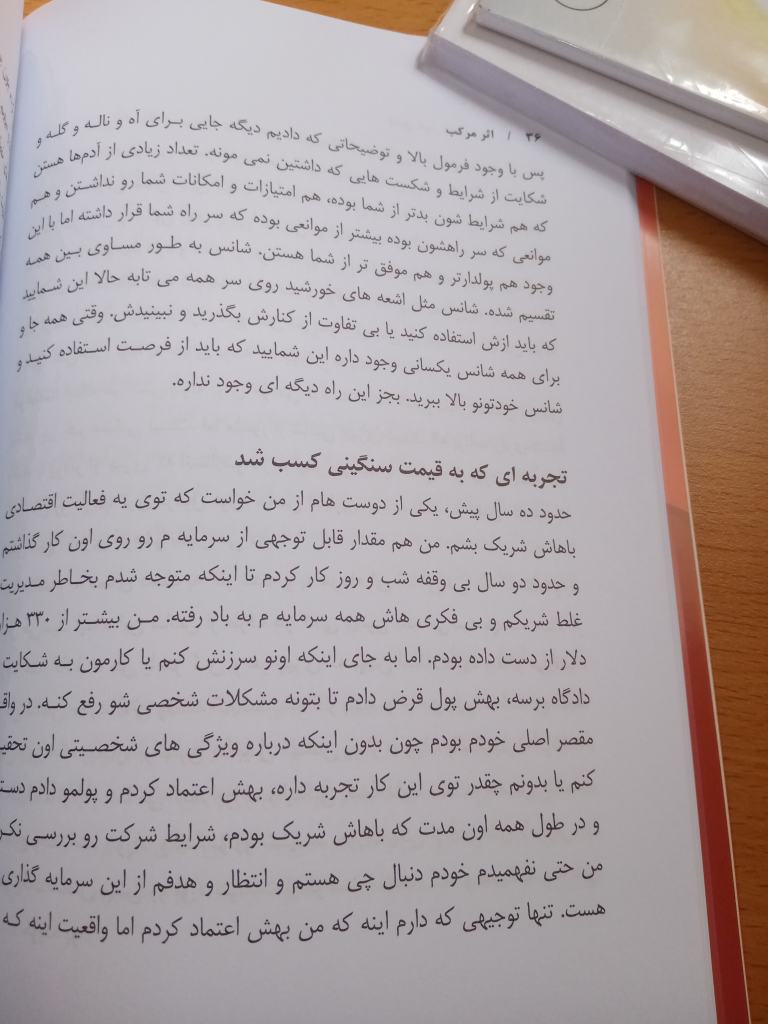 ۳۶ / اثر مرکب
پس با وجود فرمول بالا و توضیحاتی که دادیم دیگه جایی برای آه و ناله و گله و
شکایت از شرایط و شکست هایی که داشتین نمی مونه. تعداد زیادی از آدم‌ها هستن
که هم شرایط شون بدتر از شما بوده، هم امتیازات و امکانات شما رو نداشتن و هم
موانعی که سر راهشون بوده بیشتر از موانعی بوده که سر راه شما قرار داشته اما با این
وجود هم پولدارتر و هم موفق تر از شما هستن. شانس به طور مساوی بین همه
تقسیم شده. شانس مثل اشعه های خورشید روی سر همه می تابه حالا این شمایید
که باید ازش استفاده کنید یا بی تفاوت از کنارش بگذرید و نبینیدش. وقتی همه جا و
برای همه شانس یکسانی وجود داره این شمایید که باید از فرصت استفاده کنید و
شانس خودتونو بالا ببرید. بجز این راه دیگه ای وجود نداره.
تجربه ای که به قیمت سنگینی کسب شد
حدود ده سال پیش، یکی از دوست هام از من خواست که توی یه فعالیت اقتصادی
باهاش شریک بشم. من هم مقدار قابل توجهی از سرمایه م رو روی اون کار گذاشتم
و حدود دو سال بی وقفه شب و روز کار کردم تا اینکه متوجه شدم بخاطر مدیریت
غلط شریکم و بی فکری هاش همه سرمایه م به باد رفته. من بیشتر از ۳۳۰ هزار
دلار از دست داده بودم. اما به جای اینکه اونو سرزنش کنم یا کارمون به شکایت
دادگاه برسه، بهش پول قرض دادم تا بتونه مشکلات شخصی شو رفع کنه. در واق
مقصر اصلی خودم بودم چون بدون اینکه درباره ویژگی های شخصیتی اون تحقیـ
کنم یا بدونم چقدر توی این کار تجربه داره، بهش اعتماد کردم و پولمو دادم دستـ
و در طول همه اون مدت که باهاش شریک بودم، شرایط شرکت رو بررسی نکر
من حتی نفهمیدم خودم دنبال چی هستم و انتظار و هدفم از این سرمایه گذاری
هست. تنها توجیهی که دارم اینه که من بهش اعتماد کردم اما واقعیت اینه که